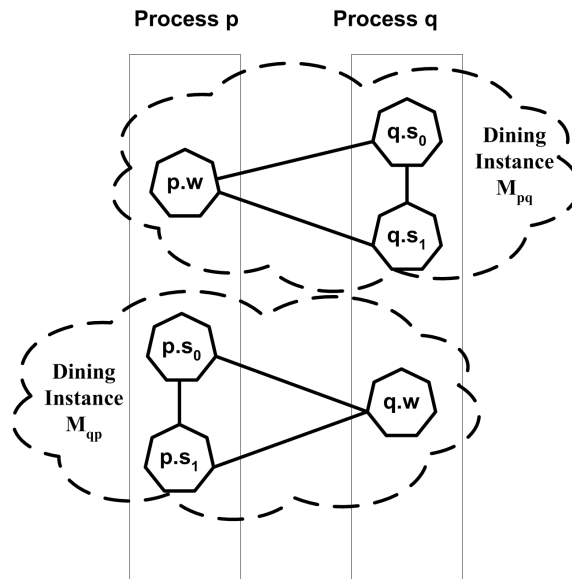 Process p Process q
q.s0
Dining
Instance
Mpq
p.w
q.s1
p.s0
Dining
Instance
Mqp
q.w
p.s1